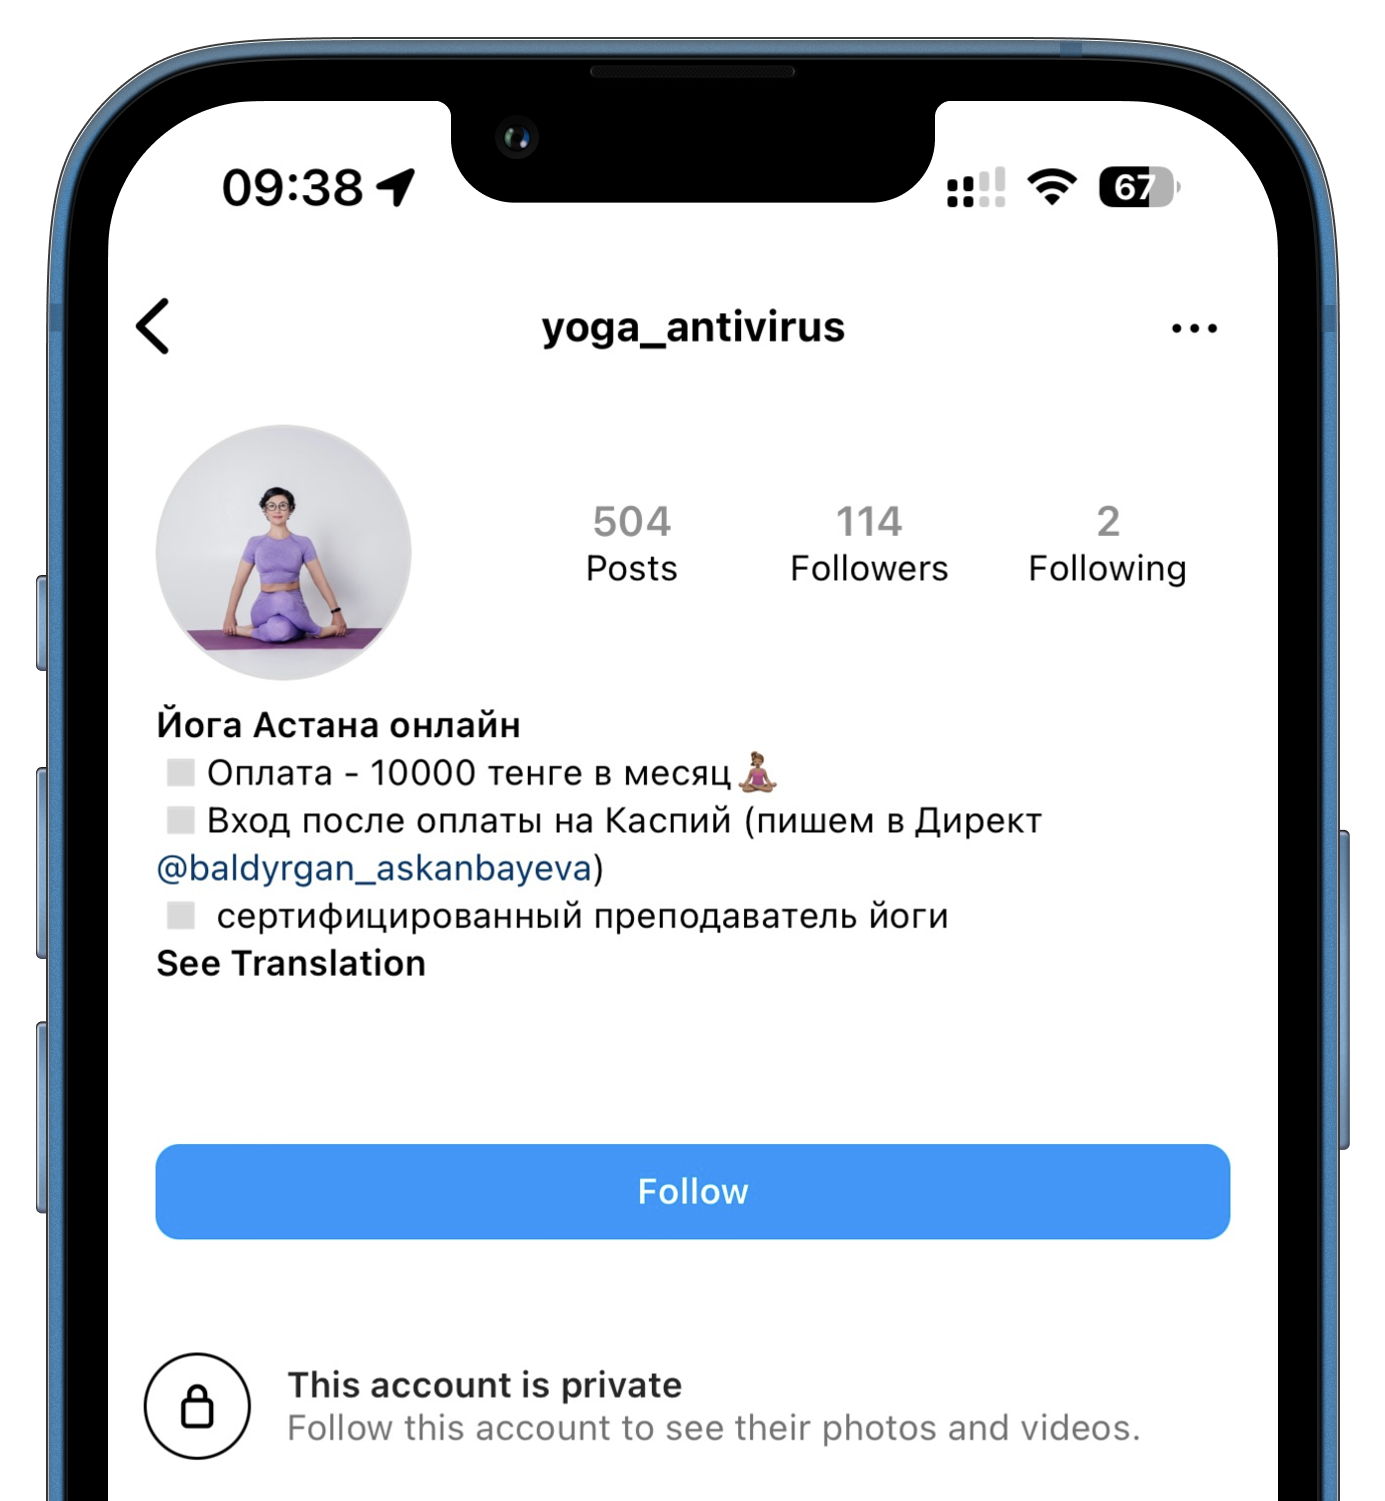 09:38
67
yoga_antivirus
504
114
2
Posts
Followers
Following
Йога Астана онлайн
Оплата - 10000 тенге в месяц🧘🏽‍♀️
Вход после оплаты на Каспий (пишем в Директ
@baldyrgan_askanbayeva)
сертифицированный преподаватель йоги
See Translation
Follow
This account is private
Follow this account to see their photos and videos.